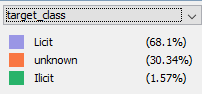 target_class
Licit (68.1%)
unknown (30.34%)
Ilicit (1.57%)